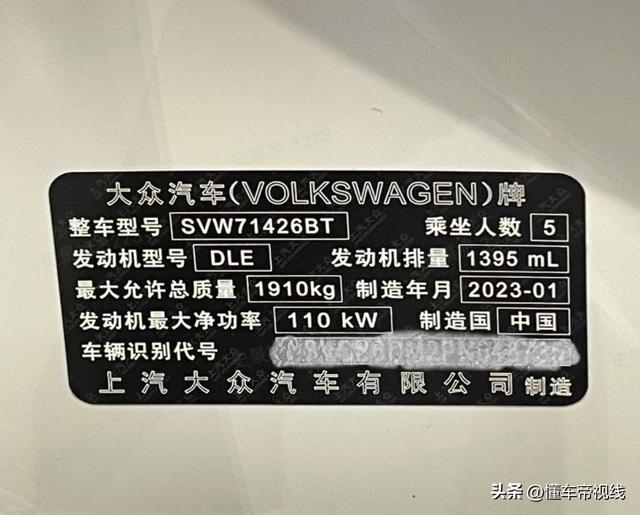 大众汽车(VOLKSWAGEN)牌
整车型号 SVW71426BT 乘坐人数 5
发动机型号 DLE 发动机排量 1395 mL
最大允许总质量 1910kg 制造年月 2023-01
发动机最大净功率 110 kW 制造国 中国
车辆识别代号
上汽大众汽车有限公司 制造
头条 @懂车帝视线